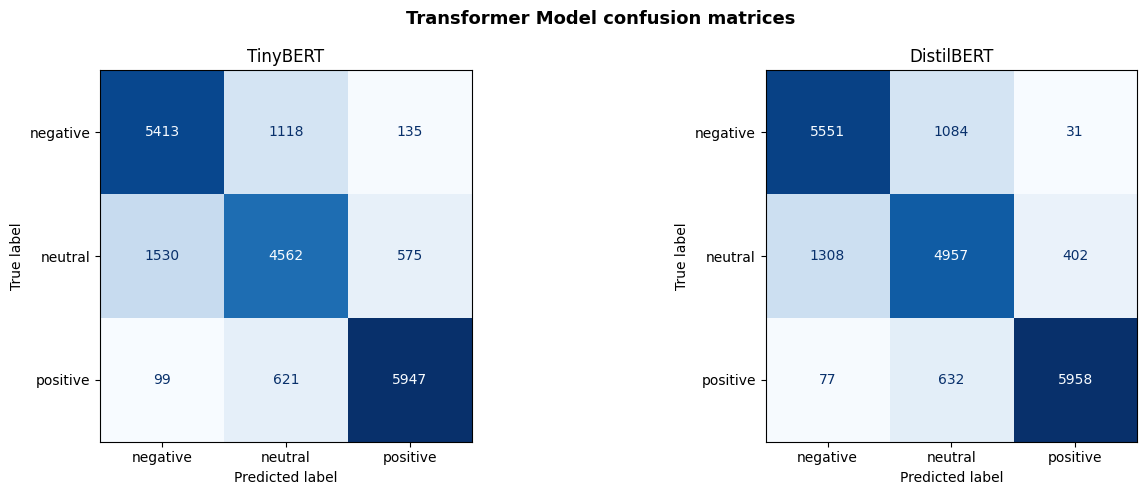 Transformer Model confusion matrices
TinyBERT
True label
negative 5413 1118 135
neutral 1530 4562 575
positive 99 621 5947
negative neutral positive
Predicted label
DistilBERT
True label
negative 5551 1084 31
neutral 1308 4957 402
positive 77 632 5958
negative neutral positive
Predicted label